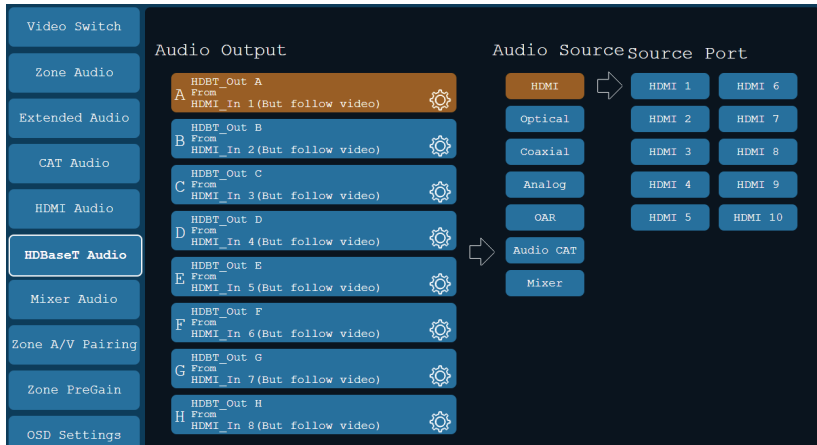 Video Switch
Zone Audio
Extended Audio
CAT Audio
HDMI Audio
HDBaseT Audio
Mixer Audio
Zone A/V Pairing
Zone PreGain
OSD Settings
Audio Output
A
HDBT_Out A
From
HDMI_In 1(But follow video)
B
HDBT_Out B
From
HDMI_In 2(But follow video)
C
HDBT_Out C
From
HDMI_In 3(But follow video)
D
HDBT_Out D
From
HDMI_In 4(But follow video)
E
HDBT_Out E
From
HDMI_In 5(But follow video)
F
HDBT_Out F
From
HDMI_In 6(But follow video)
G
HDBT_Out G
From
HDMI_In 7(But follow video)
H
HDBT_Out H
From
HDMI_In 8(But follow video)
Audio Source
HDMI
Optical
Coaxial
Analog
OAR
Audio CAT
Mixer
Source Port
HDMI 1
HDMI 6
HDMI 2
HDMI 7
HDMI 3
HDMI 8
HDMI 4
HDMI 9
HDMI 5
HDMI 10